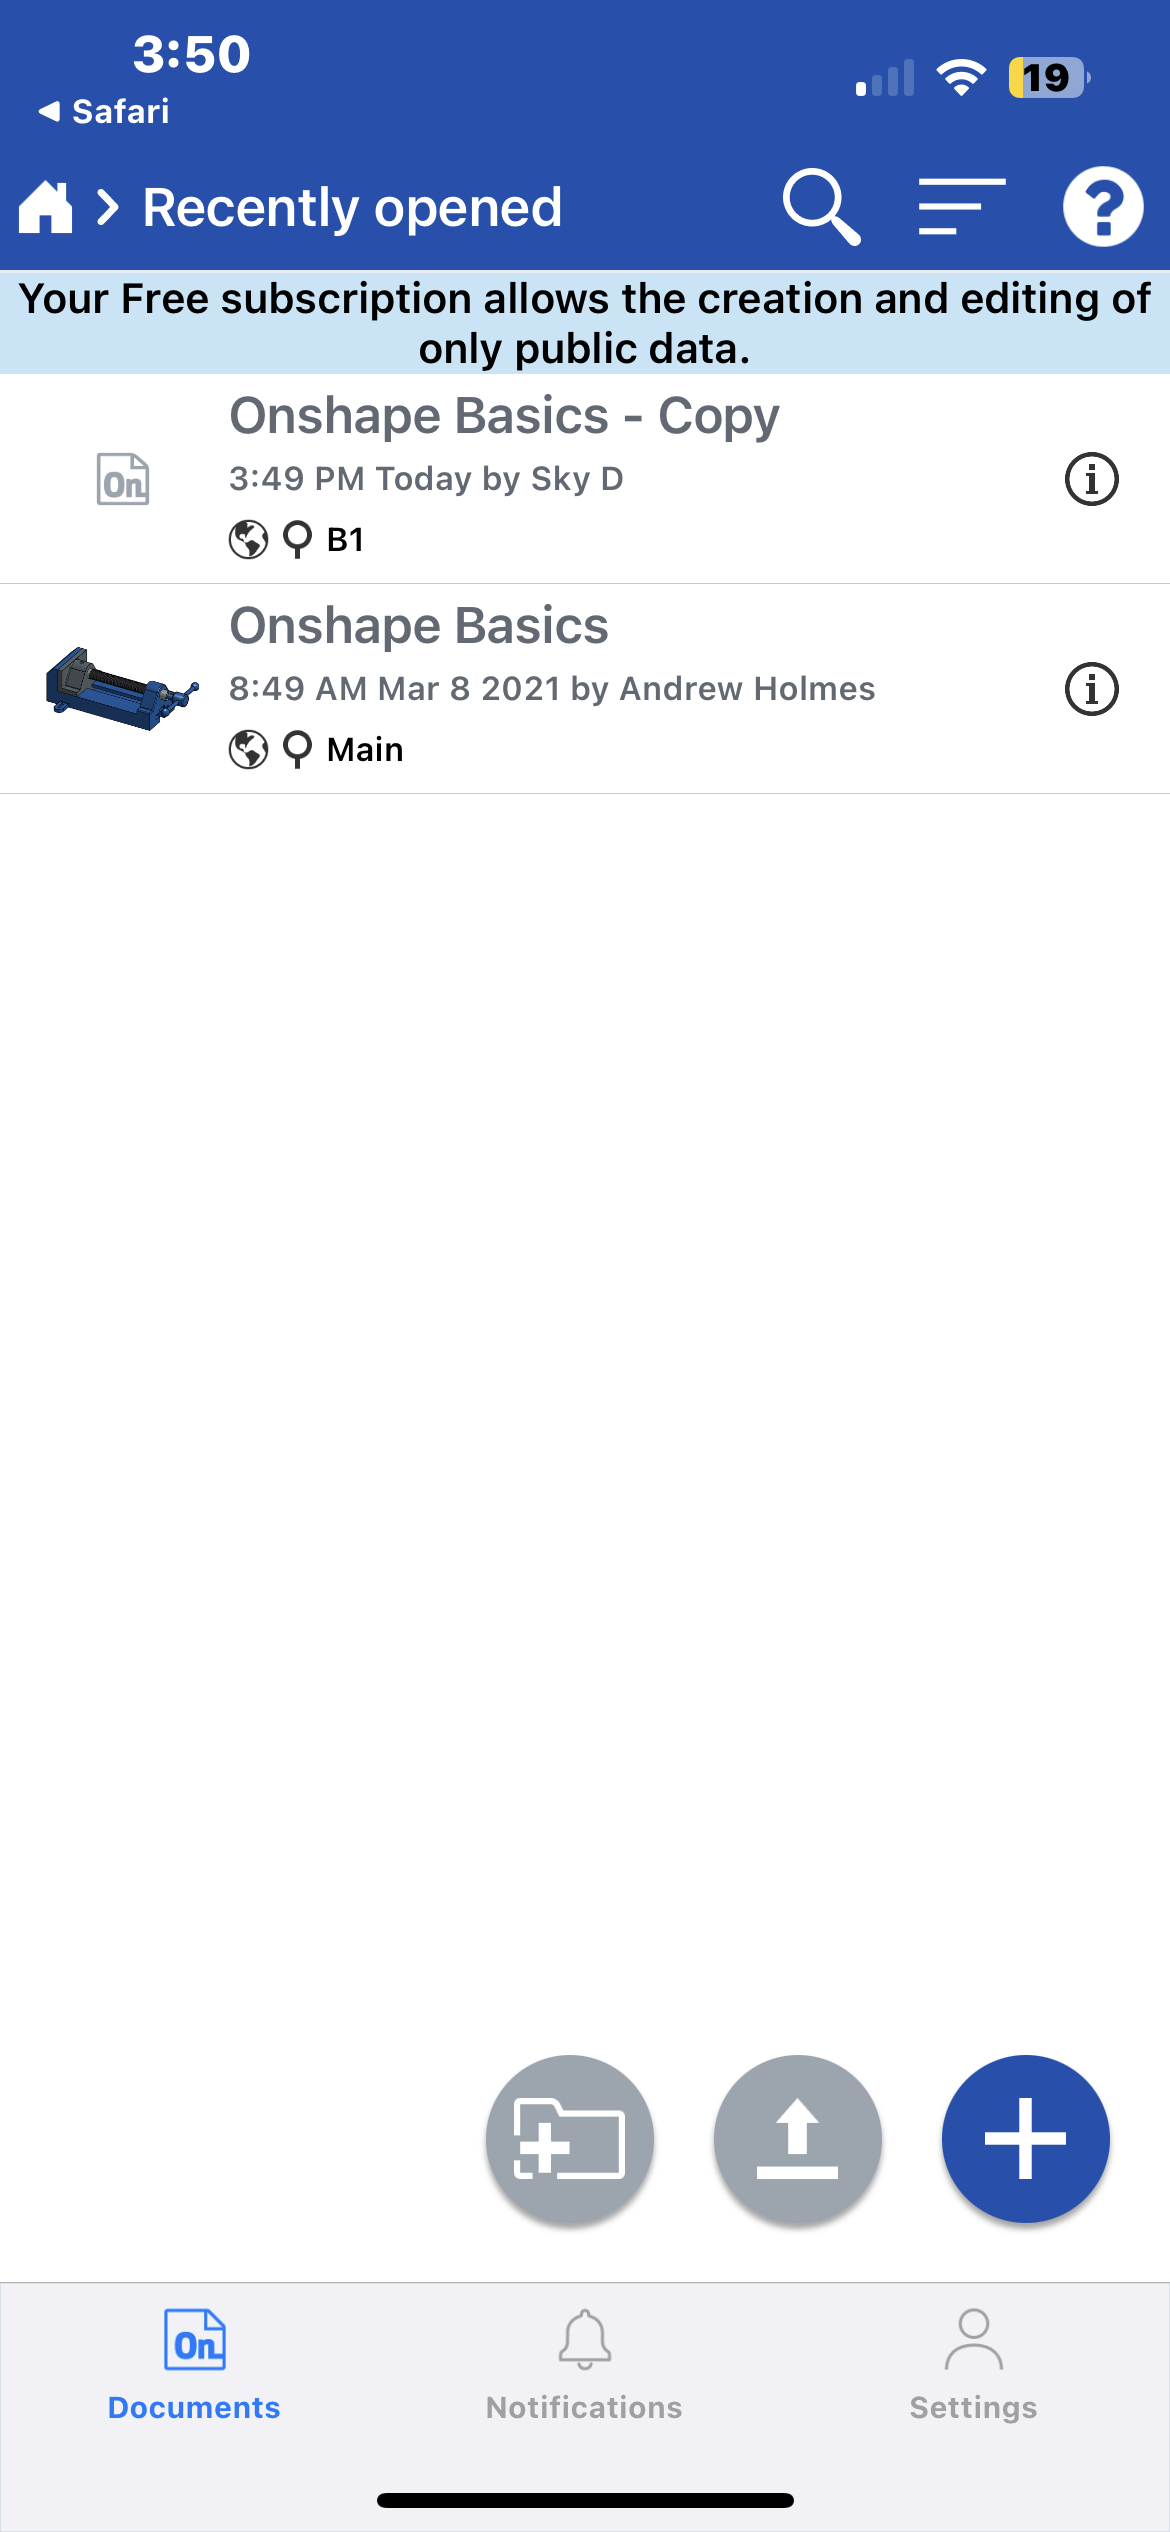 3:50
Safari
19
Recently opened
Your Free subscription allows the creation and editing of
only public data.
Onshape Basics - Copy
On
3:49 PM Today by Sky D
B1
Onshape Basics
8:49 AM Mar 8 2021 by Andrew Holmes
Main
On
Documents
Notifications
Settings